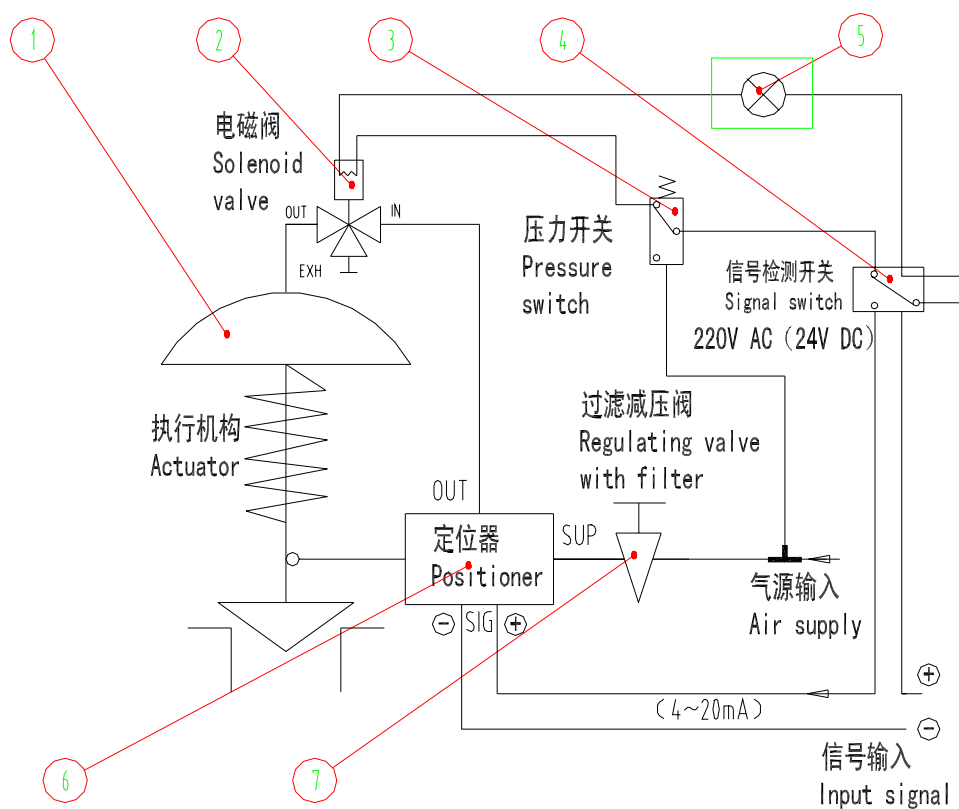 1
2
3
4
5
电磁阀
Solenoid
valve
OUT
IN
EXH
压力开关
Pressure
switch
信号检测开关
Signal switch
220V AC (24V DC)
执行机构
Actuator
过滤减压阀
Regulating valve
with filter
OUT
定位器
Positioner
SUP
气源输入
Air supply
⊖ SIG ⊕
(4~20mA)
⊕
⊖
信号输入
Input signal
6
7